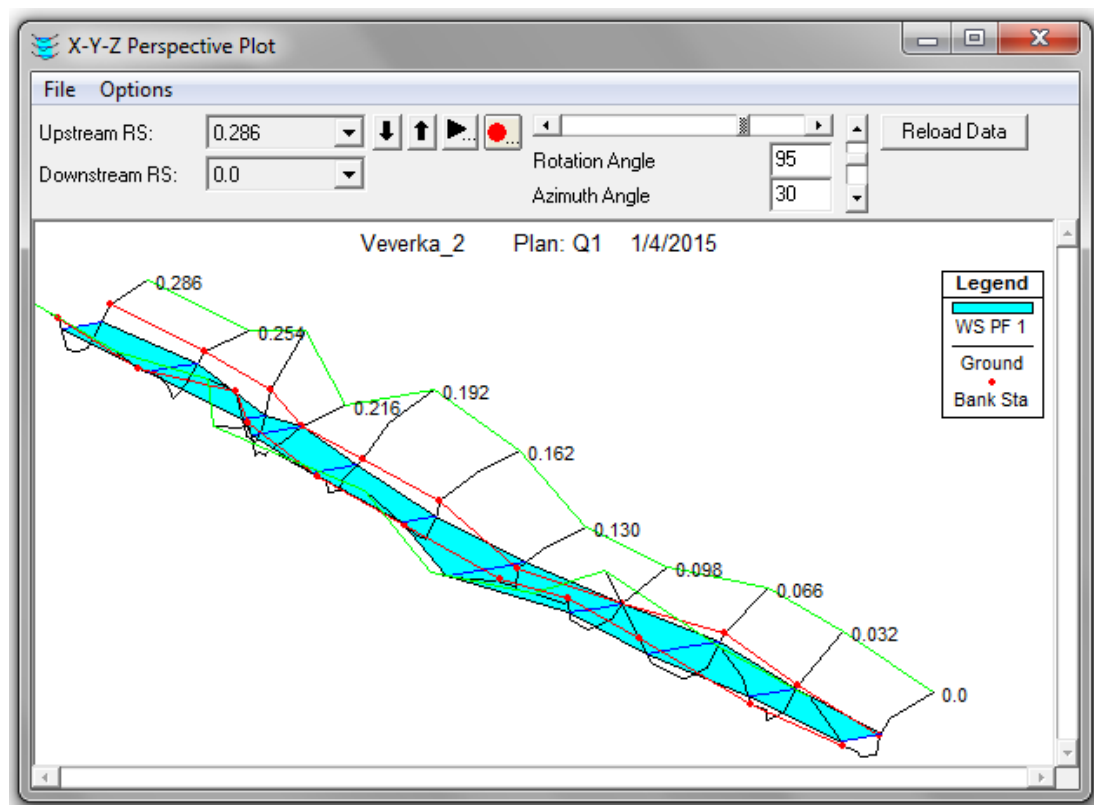 X-Y-Z Perspective Plot
File Options
Upstream RS: 0.286
Downstream RS: 0.0
Rotation Angle 95
Azimuth Angle 30
Reload Data
Veverka_2 Plan: Q1 1/4/2015
Legend
WS PF 1
Ground
Bank Sta
0.286
0.254
0.216
0.192
0.162
0.130
0.098
0.066
0.032
0.0